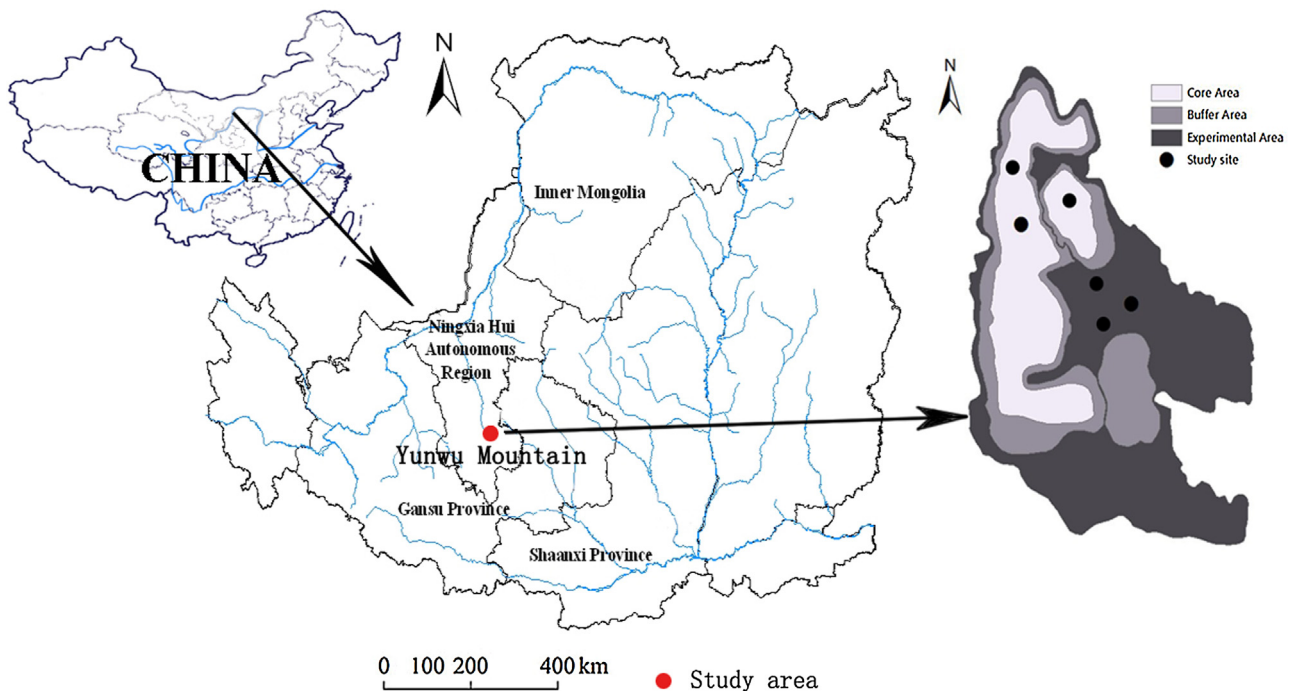 N
N
Core Area
Buffer Area
Experimental Area
Study site
CHINA
Inner Mongolia
Ningxia Hui
Autonomous
Region
Yunwu Mountain
Gansu Province
Shaanxi Province
0 100 200 400 km
Study area